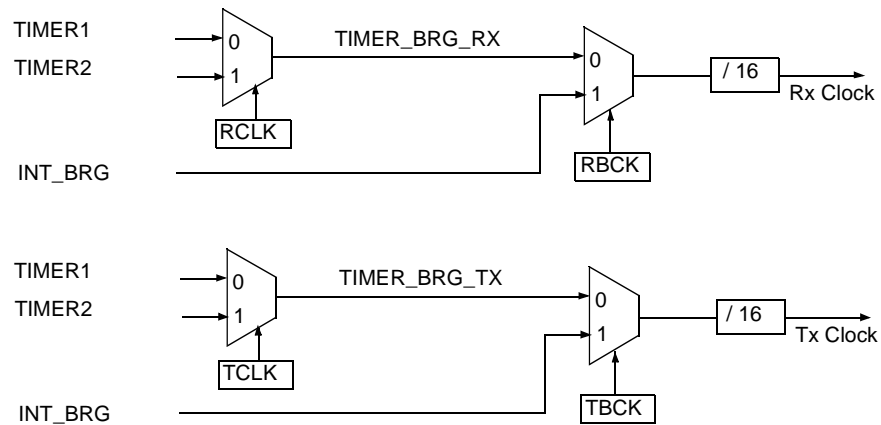 TIMER1
0
TIMER_BRG_RX
TIMER2
1
0
/ 16
1
Rx Clock
RCLK
RBCK
INT_BRG
TIMER1
0
TIMER_BRG_TX
TIMER2
1
0
/ 16
1
Tx Clock
TCLK
TBCK
INT_BRG